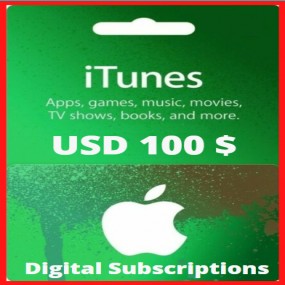 iTunes
Apps, games, music, movies,
TV shows, books, and more.
USD 100 $
Digital Subscriptions